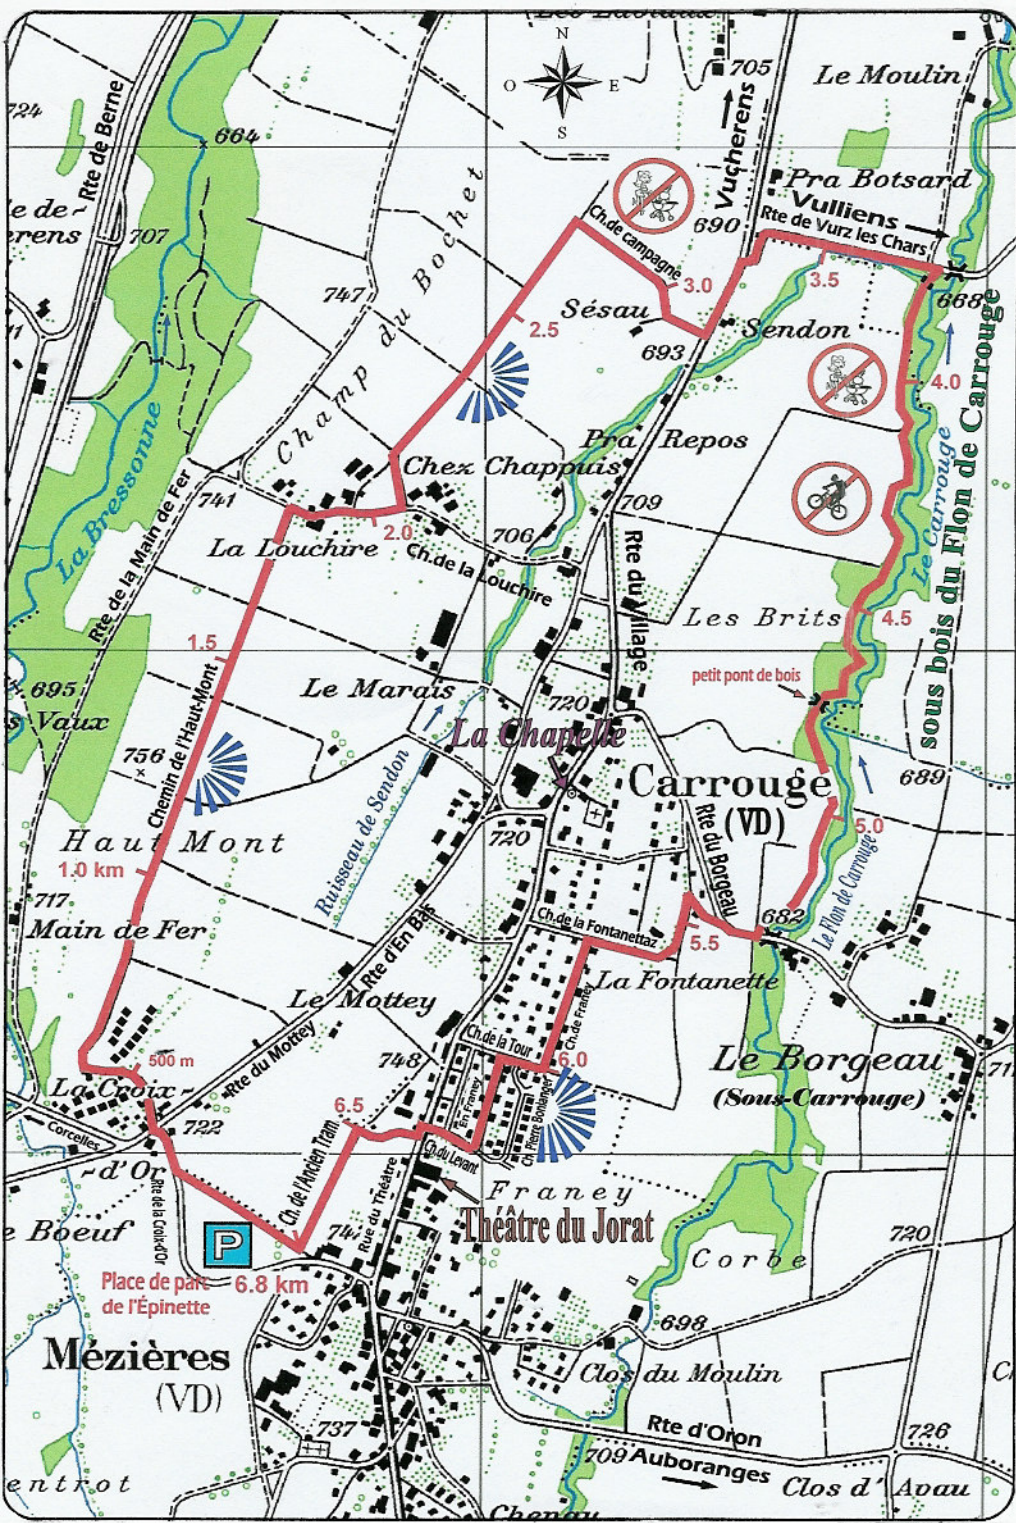 N
O
E
S
705
Le Moulin
724
Rte de Berne
664
Vucherens
Pra Botsard
Vulliens
Rte de Vurz les Chars
690
Ch.de campagne
707
747
3.0
3.5
668
Sésau
2.5
Sendon
693
4.0
Champ du Bochet
Pra Repos
La Bressonne
Chez Chappuis
741
709
Le Carrouge
sous bois du Flon de Carrouge
2.0
706
La Louchire
Ch.de la Louchire
Rte de la Main de Fer
Rte du Village
Les Brits
4.5
1.5
695
s Vaux
Le Marais
petit pont de bois
720
La Chapelle
756
Chemin de l'Haut-Mont
Ruisseau de Sendon
689
Carrouge
(VD)
Haut Mont
720
Rte du Borgeau
5.0
1.0 km
717
Le Flon de Carrouge
Main de Fer
Rte d'En Bas
Ch.de la Fontanettaz
682
5.5
La Fontanette
Le Mottey
Ch.de Franey
Ch.de la Tour
748
6.0
500 m
Rte du Mottey
Le Borgeau
(Sous-Carrouge)
La Croix-
En Franey
Ch. Pierre Bonlanger
6.5
722
Corcelles
Ch.du Levant
-d'Or
Rte de la Croix-d'Or
Ch. de l'Ancien Tram
Rue du Théâtre
Franey
Théâtre du Jorat
e Boeuf
P
720
Corbe
Place de parc
de l'Épinette
6.8 km
698
Mézières
(VD)
Clos du Moulin
737
Rte d'Oron
726
709
Auboranges
Clos d'Avau
entrot
Chenau